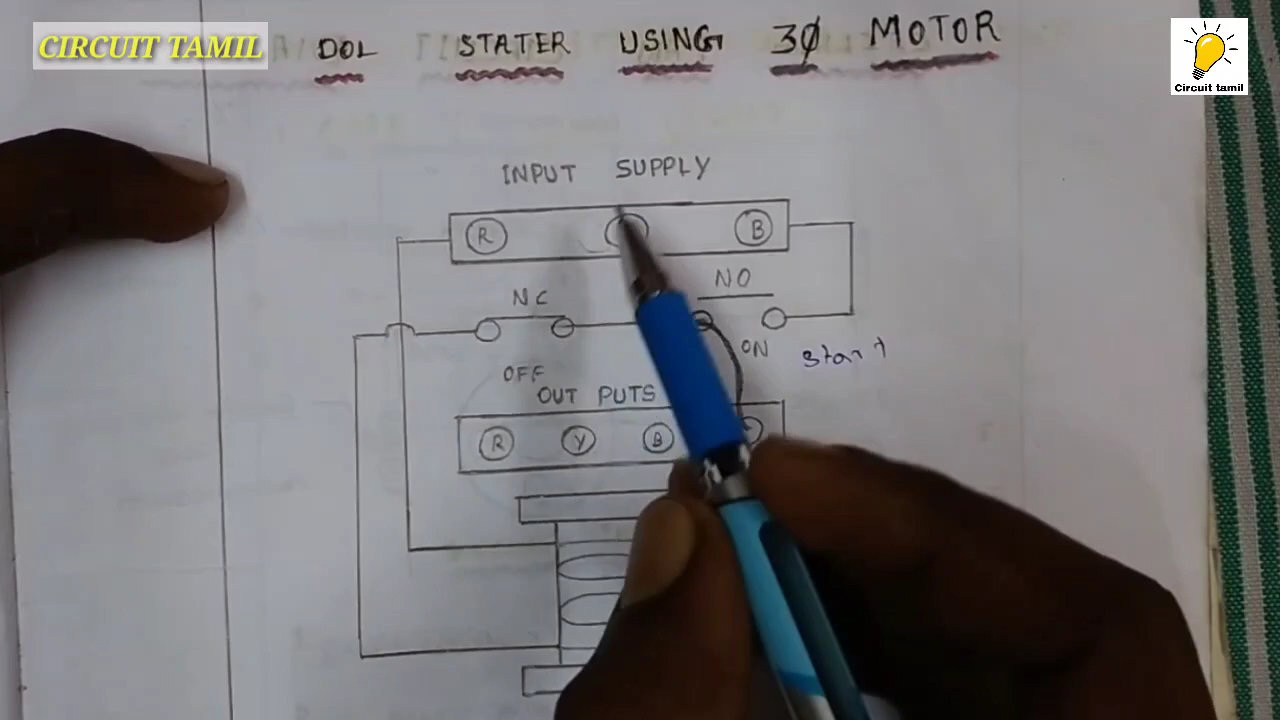 CIRCUIT TAMIL
DOL STATER USING 3Ø MOTOR
Circuit tamil
INPUT SUPPLY
R B
NC NO
OFF ON start
OUT PUTS
R Y B